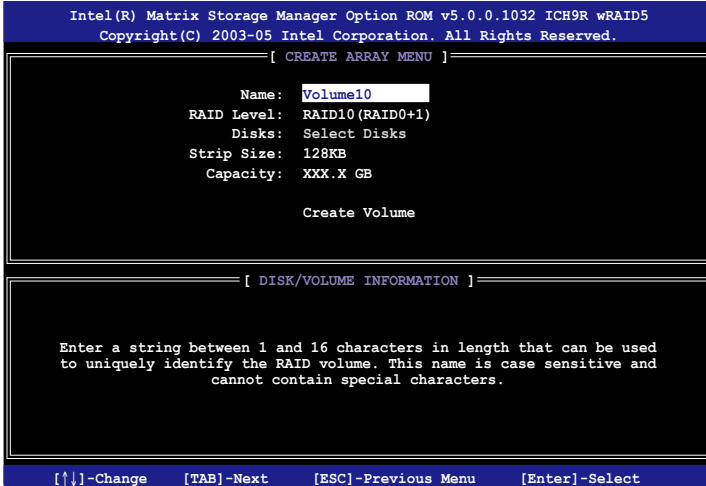 Intel(R) Matrix Storage Manager Option ROM v5.0.0.1032 ICH9R wRAID5
Copyright(C) 2003-05 Intel Corporation. All Rights Reserved.
[ CREATE ARRAY MENU ]
Name: Volume10
RAID Level: RAID10(RAID0+1)
Disks: Select Disks
Strip Size: 128KB
Capacity: XXX.X GB
Create Volume
[ DISK/VOLUME INFORMATION ]
Enter a string between 1 and 16 characters in length that can be used
to uniquely identify the RAID volume. This name is case sensitive and
cannot contain special characters.
[↑↓]-Change [TAB]-Next [ESC]-Previous Menu [Enter]-Select